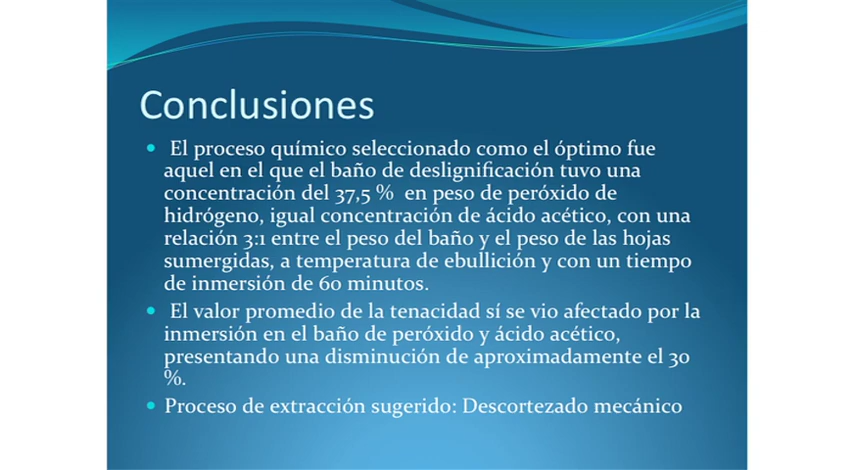 Conclusiones
• El proceso químico seleccionado como el óptimo fue
aquel en el que el baño de deslignificación tuvo una
concentración del 37,5 % en peso de peróxido de
hidrógeno, igual concentración de ácido acético, con una
relación 3:1 entre el peso del baño y el peso de las hojas
sumergidas, a temperatura de ebullición y con un tiempo
de inmersión de 60 minutos.
• El valor promedio de la tenacidad sí se vio afectado por la
inmersión en el baño de peróxido y ácido acético,
presentando una disminución de aproximadamente el 30
%.
• Proceso de extracción sugerido: Descortezado mecánico